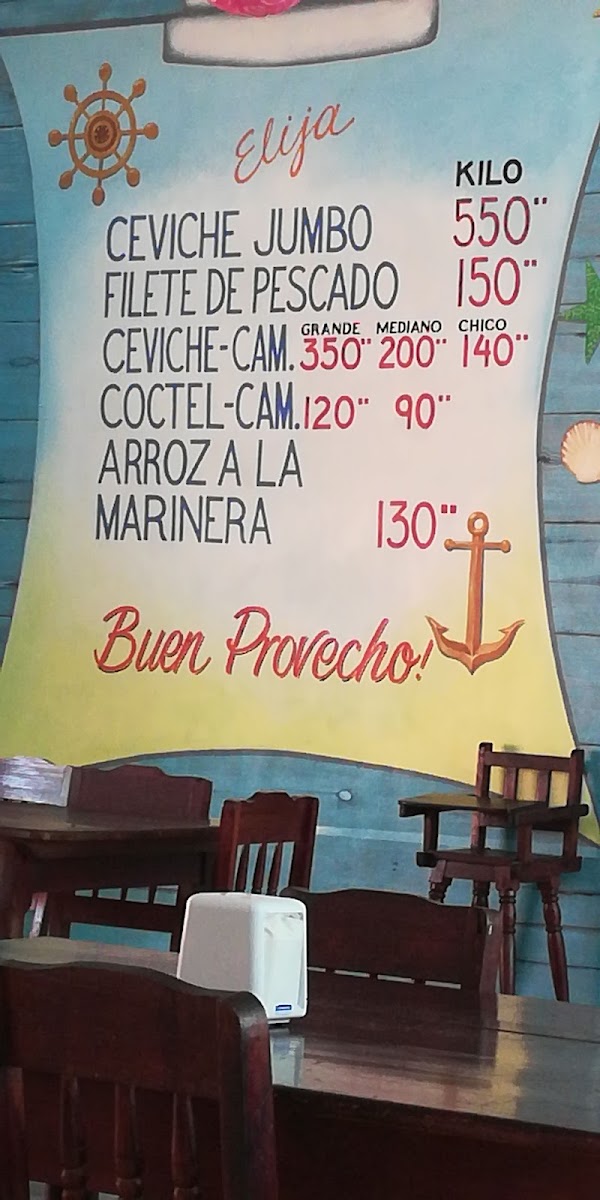 Elija
KILO
CEVICHE JUMBO 550"
FILETE DE PESCADO 150"
GRANDE MEDIANO CHICO
CEVICHE-CAM. 350" 200" 140"
COCTEL-CAM. 120" 90"
ARROZ A LA
MARINERA 130"
Buen Provecho!